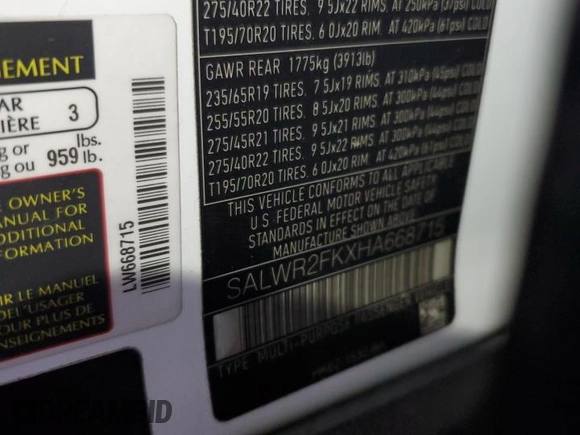 GEMENT
AR
IÈRE 3
g or lbs.
g ou 959 lb.
OWNER'S
MANUAL FOR
ADDITIONAL
FORMATION
IR LE MANUEL
DE L'USAGER
OUR PLUS DE
NSEIGNEMENTS
LW668715
275/40R22 TIRES. 9 5Jx22 RIMS. AT 250kPa (37psi) COLD
T195/70R20 TIRES. 6 0Jx20 RIMS. AT 420kPa (61psi) COLD
GAWR REAR 1775kg (3913lb)
235/65R19 TIRES. 7 5Jx19 RIMS. AT 310kPa (45psi) COLD
255/55R20 TIRES. 8 5Jx20 RIMS. AT 300kPa (44psi) COLD
275/45R21 TIRES. 9 5Jx21 RIMS. AT 300kPa (44psi) COLD
275/40R22 TIRES. 9 5Jx22 RIMS. AT 300kPa (44psi) COLD
T195/70R20 TIRES. 6 0Jx20 RIM. AT 420kPa (61psi) COLD
THIS VEHICLE CONFORMS TO ALL APPLICABLE
U.S. FEDERAL MOTOR VEHICLE SAFETY
STANDARDS IN EFFECT ON THE DATE OF
MANUFACTURE SHOWN ABOVE
SALWR2FKXHA668715
TYPE MULTI-PURPOSE PASSENGER